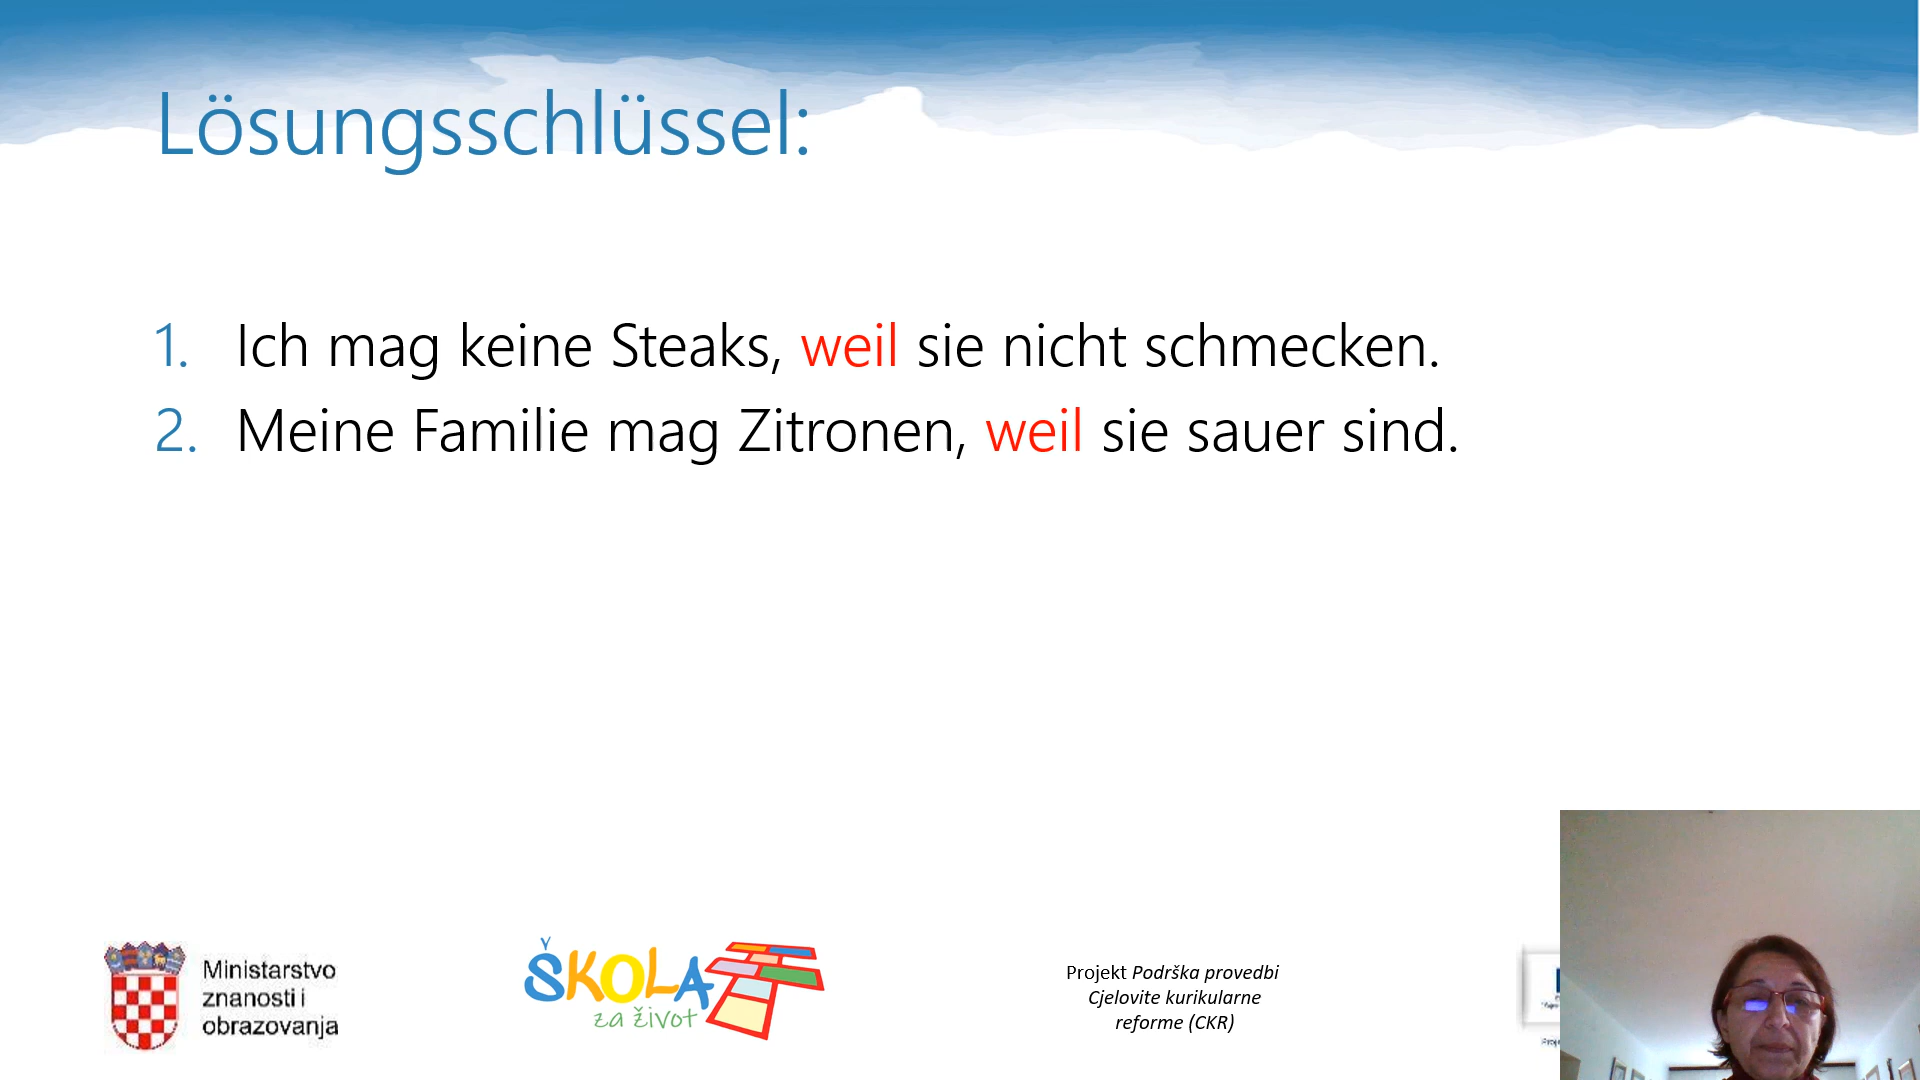 Lösungsschlüssel:
1. Ich mag keine Steaks, weil sie nicht schmecken.
2. Meine Familie mag Zitronen, weil sie sauer sind.
Ministarstvo
znanosti i
obrazovanja
ŠKOLA
za život
Projekt Podrška provedbi
Cjelovite kurikularne
reforme (CKR)